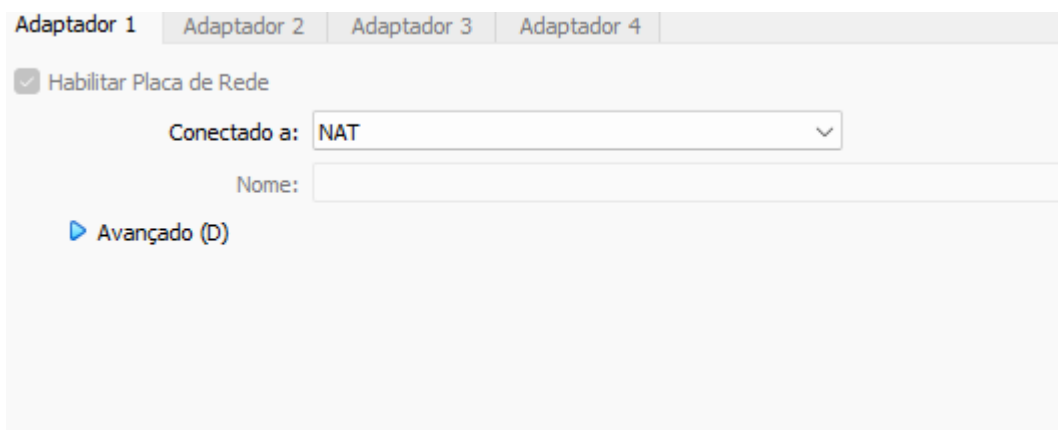 Adaptador 1 Adaptador 2 Adaptador 3 Adaptador 4
Habilitar Placa de Rede
Conectado a: NAT
Nome:
Avançado (D)